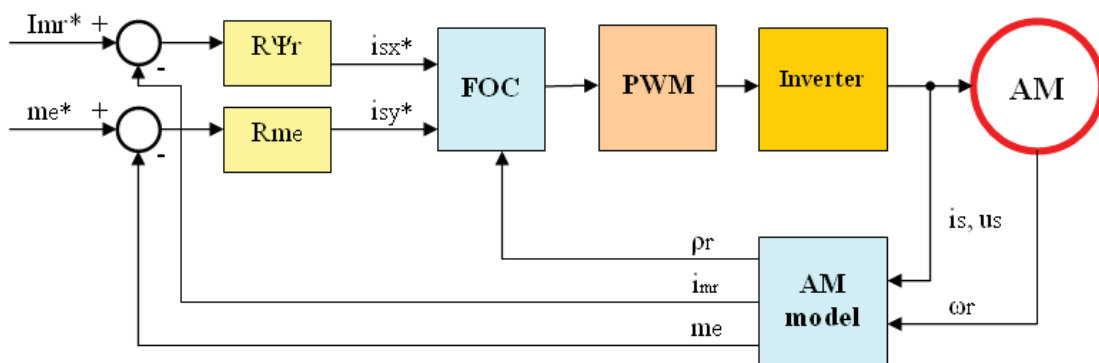 Imr* +
-
RΨr
isx*
me* +
-
Rme
isy*
FOC
PWM
Inverter
AM
is, us
ρr
imr
me
AM
model
ωr